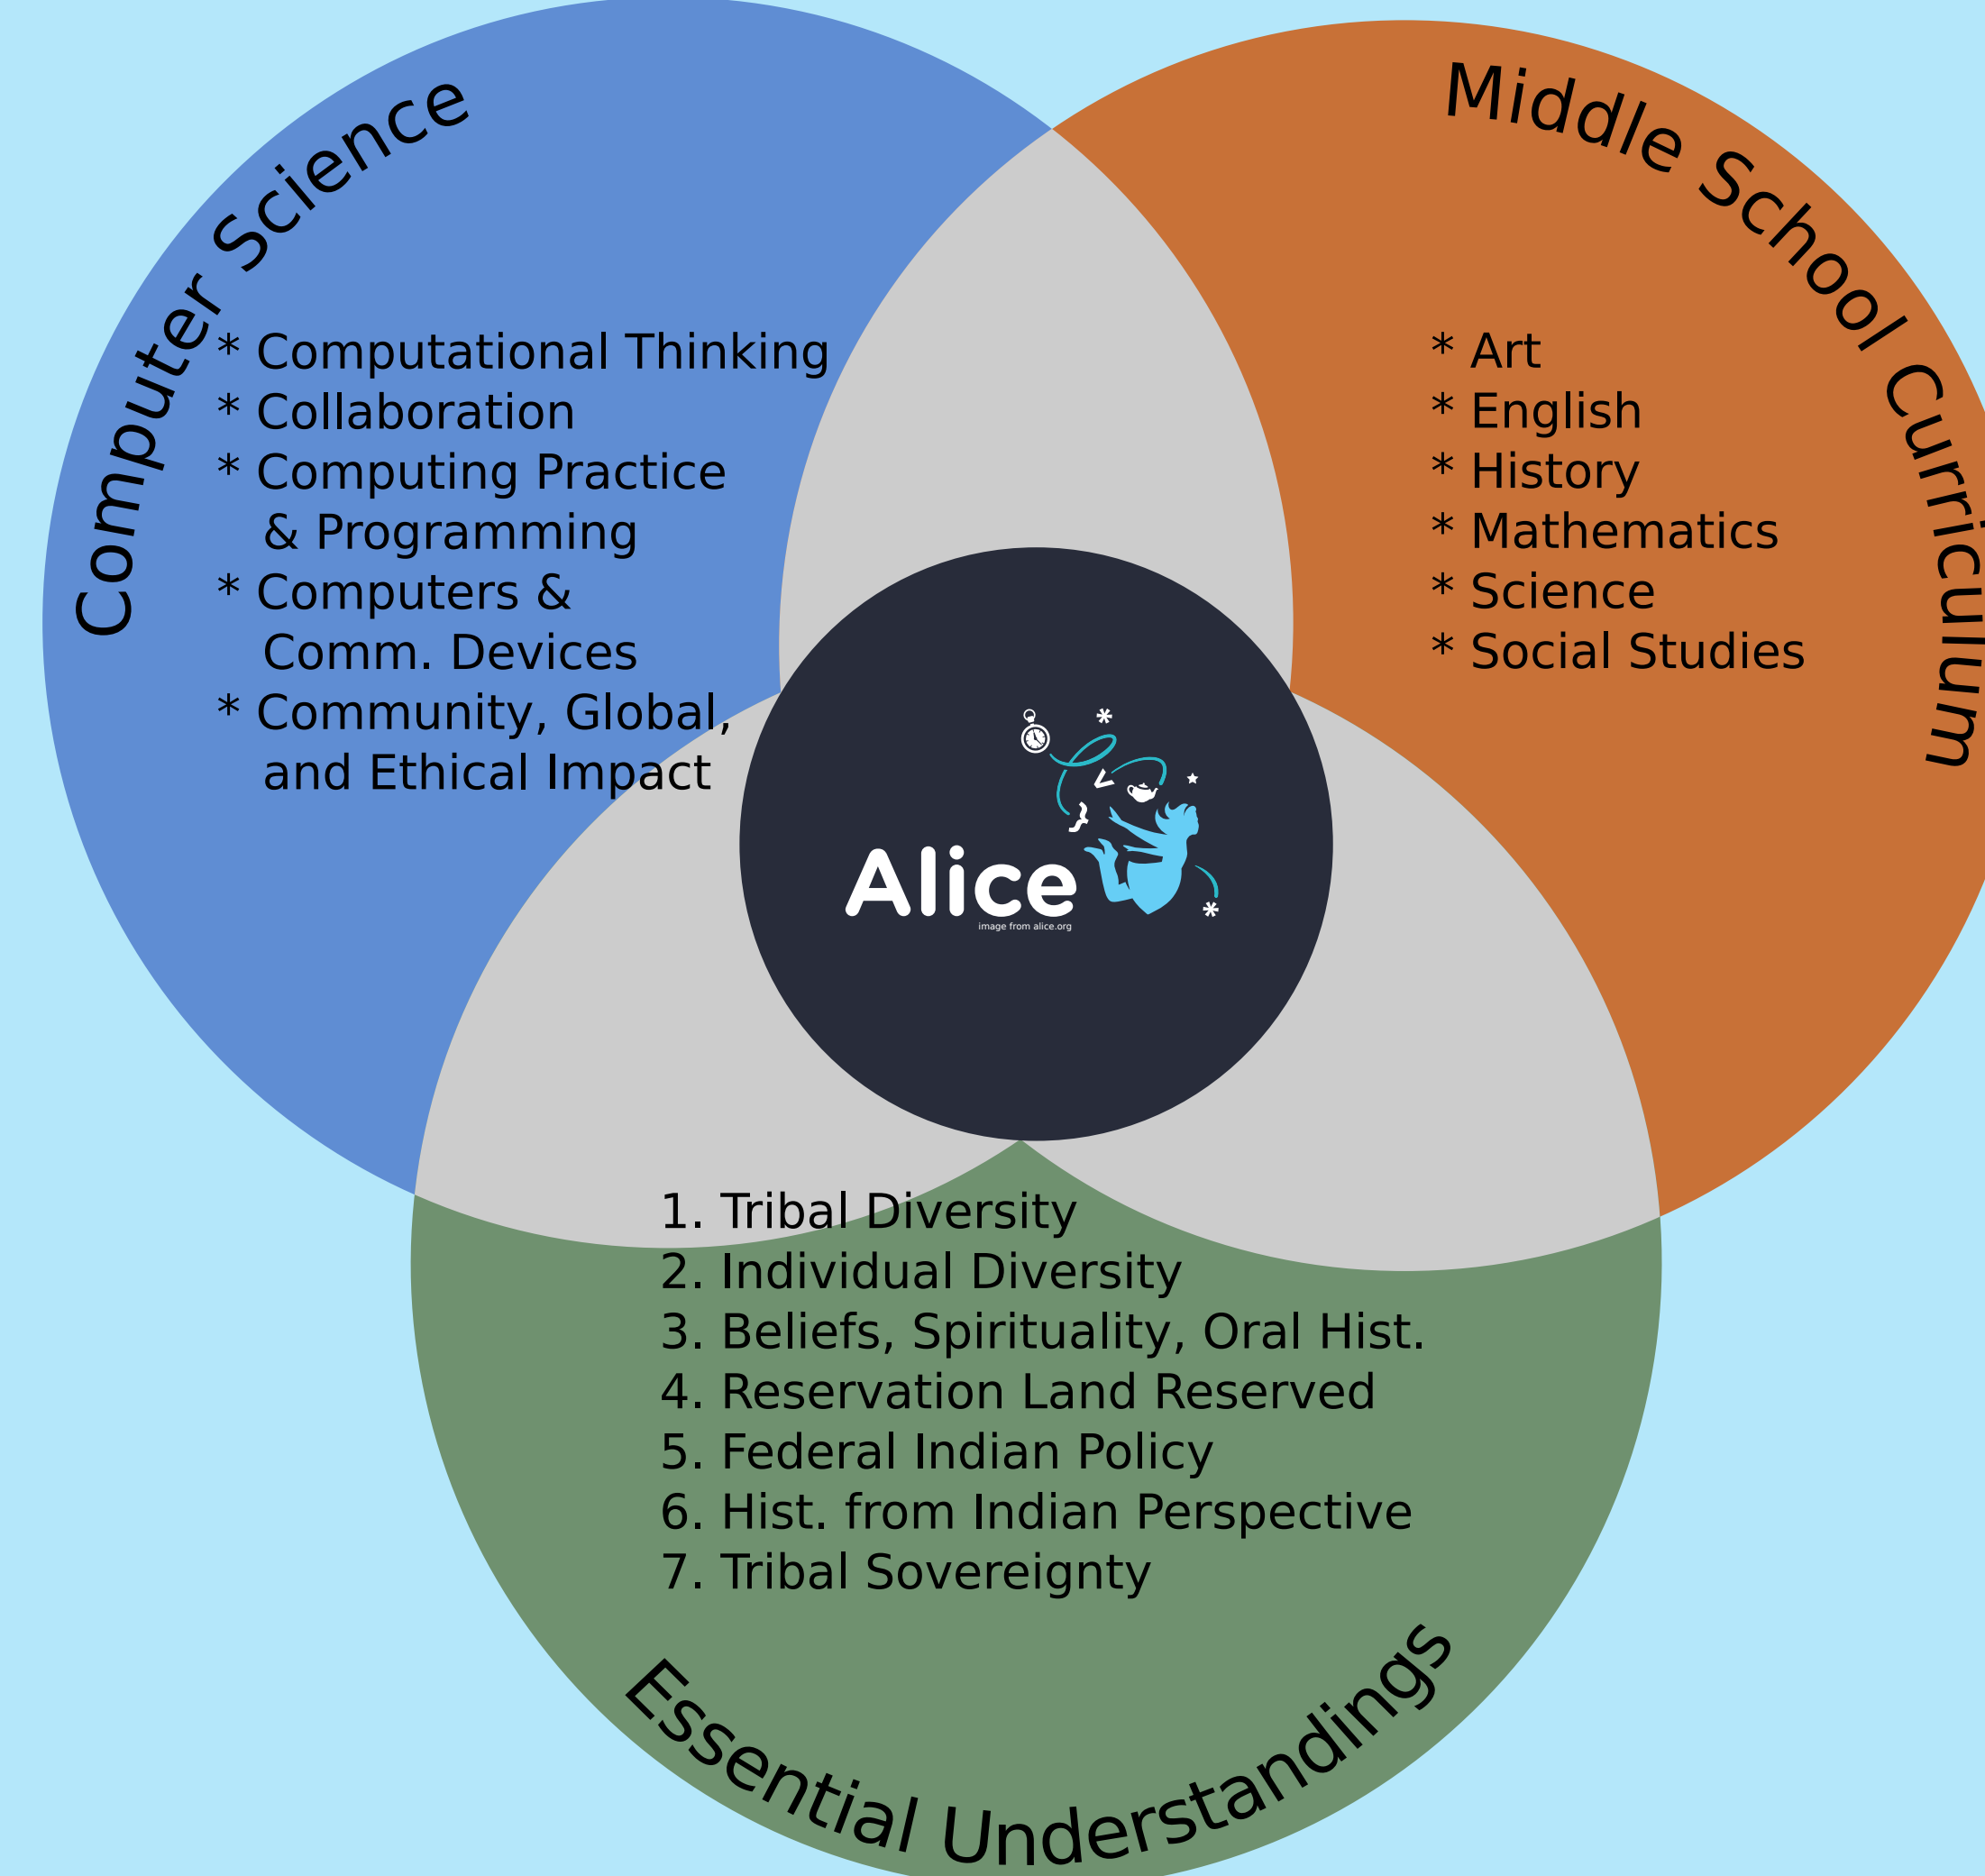 Computer Science
* Computational Thinking
* Collaboration
* Computing Practice
& Programming
* Computers &
Comm. Devices
* Community, Global,
and Ethical Impact
Middle School Curriculum
* Art
* English
* History
* Mathematics
* Science
* Social Studies
Alice
image from alice.org
1. Tribal Diversity
2. Individual Diversity
3. Beliefs, Spirituality, Oral Hist.
4. Reservation Land Reserved
5. Federal Indian Policy
6. Hist. from Indian Perspective
7. Tribal Sovereignty
Essential Understandings